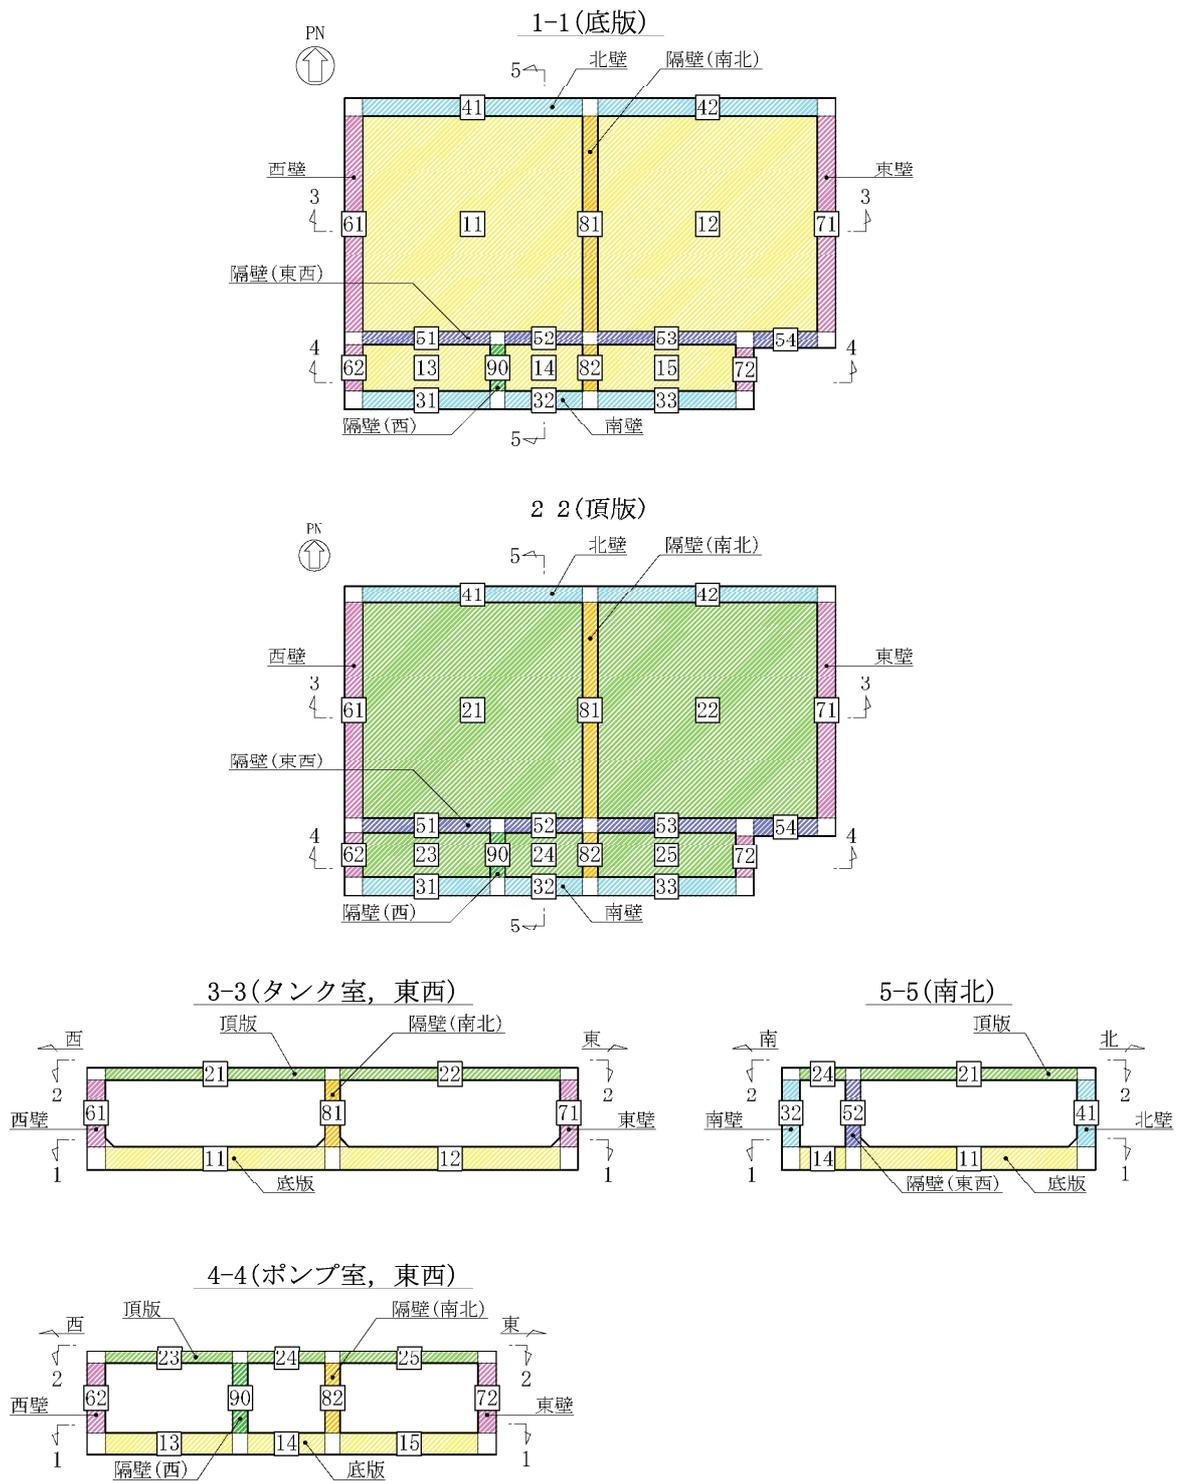 1-1(底版)
PN
北壁
隔壁(南北)
5
41
42
西壁
東壁
3
3
61
11
81
12
71
隔壁(東西)
51
52
53
54
4
4
62
13
90
14
82
15
72
31
32
33
隔壁(西)
南壁
5
2 2(頂版)
PN
北壁
隔壁(南北)
5
41
42
西壁
東壁
3
3
61
21
81
22
71
隔壁(東西)
51
52
53
54
4
4
62
23
90
24
82
25
72
31
32
33
隔壁(西)
南壁
5
3-3(タンク室, 東西)
頂版
隔壁(南北)
西
東
21
22
2
2
61
81
71
西壁
東壁
1
1
11
12
底版
5-5(南北)
頂版
南
北
24
21
2
2
32
52
41
南壁
北壁
1
1
14
11
隔壁(東西)
底版
4-4(ポンプ室, 東西)
頂版
隔壁(南北)
西
東
23
24
25
2
2
62
90
82
72
西壁
東壁
1
1
13
14
15
隔壁(西)
底版